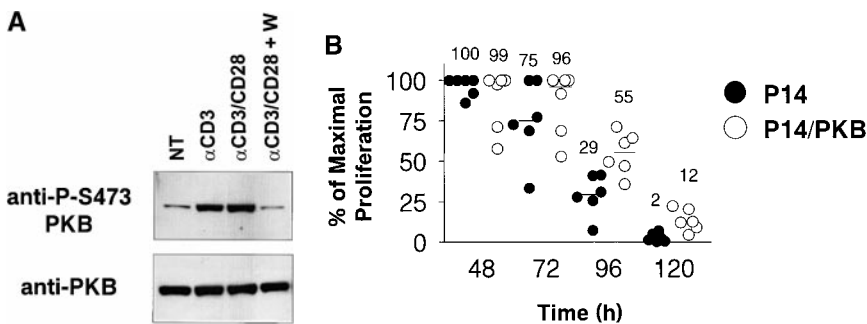 A
NT
αCD3
αCD3/CD28
αCD3/CD28 + W
anti-P-S473
PKB
anti-PKB
B
% of Maximal
Proliferation
100
75
50
25
0
100 99 75 96
29 55
2 12
48 72 96 120
Time (h)
P14
P14/PKB